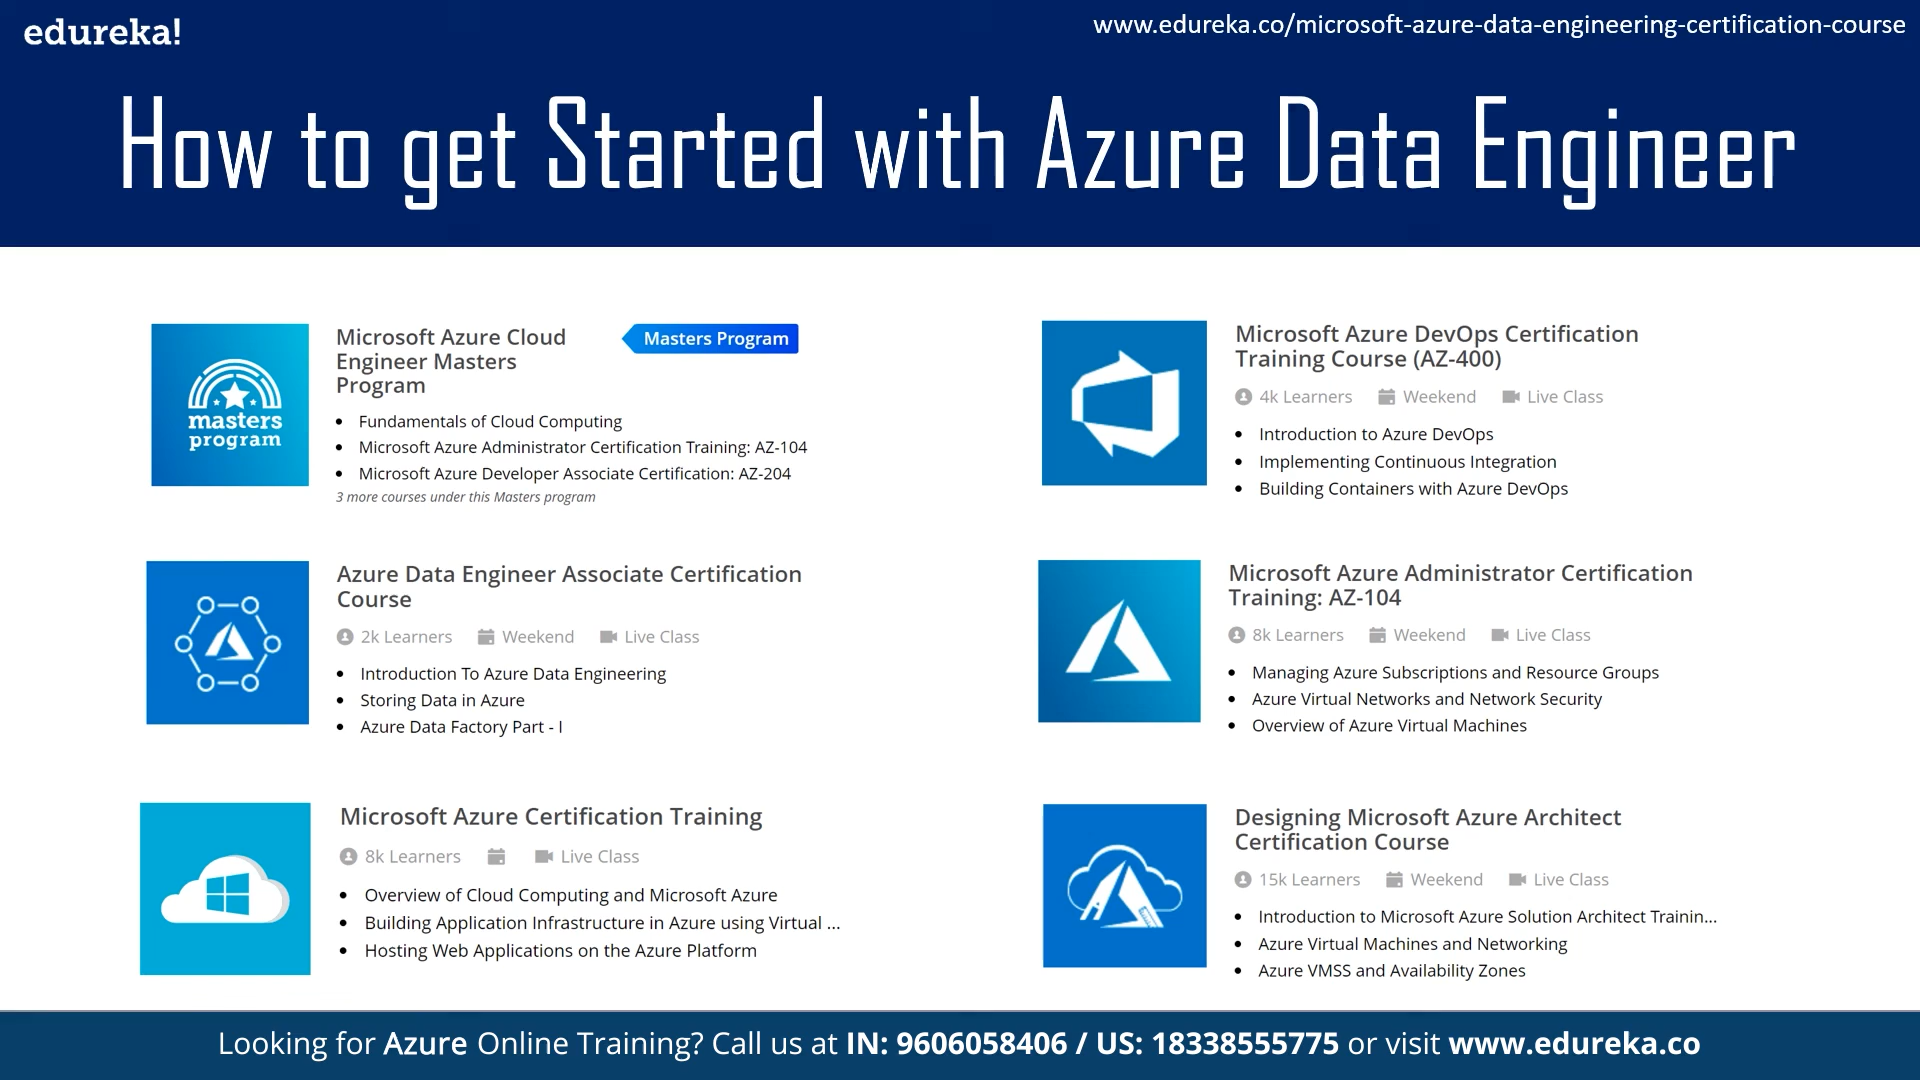 edureka!
www.edureka.co/microsoft-azure-data-engineering-certification-course
How to get Started with Azure Data Engineer
masters
program
Microsoft Azure Cloud
Engineer Masters
Program
Masters Program
Fundamentals of Cloud Computing
Microsoft Azure Administrator Certification Training: AZ-104
Microsoft Azure Developer Associate Certification: AZ-204
3 more courses under this Masters program
Microsoft Azure DevOps Certification
Training Course (AZ-400)
4k Learners Weekend Live Class
Introduction to Azure DevOps
Implementing Continuous Integration
Building Containers with Azure DevOps
Azure Data Engineer Associate Certification
Course
2k Learners Weekend Live Class
Introduction To Azure Data Engineering
Storing Data in Azure
Azure Data Factory Part - I
Microsoft Azure Administrator Certification
Training: AZ-104
8k Learners Weekend Live Class
Managing Azure Subscriptions and Resource Groups
Azure Virtual Networks and Network Security
Overview of Azure Virtual Machines
Microsoft Azure Certification Training
8k Learners Live Class
Overview of Cloud Computing and Microsoft Azure
Building Application Infrastructure in Azure using Virtual ...
Hosting Web Applications on the Azure Platform
Designing Microsoft Azure Architect
Certification Course
15k Learners Weekend Live Class
Introduction to Microsoft Azure Solution Architect Trainin...
Azure Virtual Machines and Networking
Azure VMSS and Availability Zones
Looking for Azure Online Training? Call us at IN: 9606058406 / US: 18338555775 or visit www.edureka.co